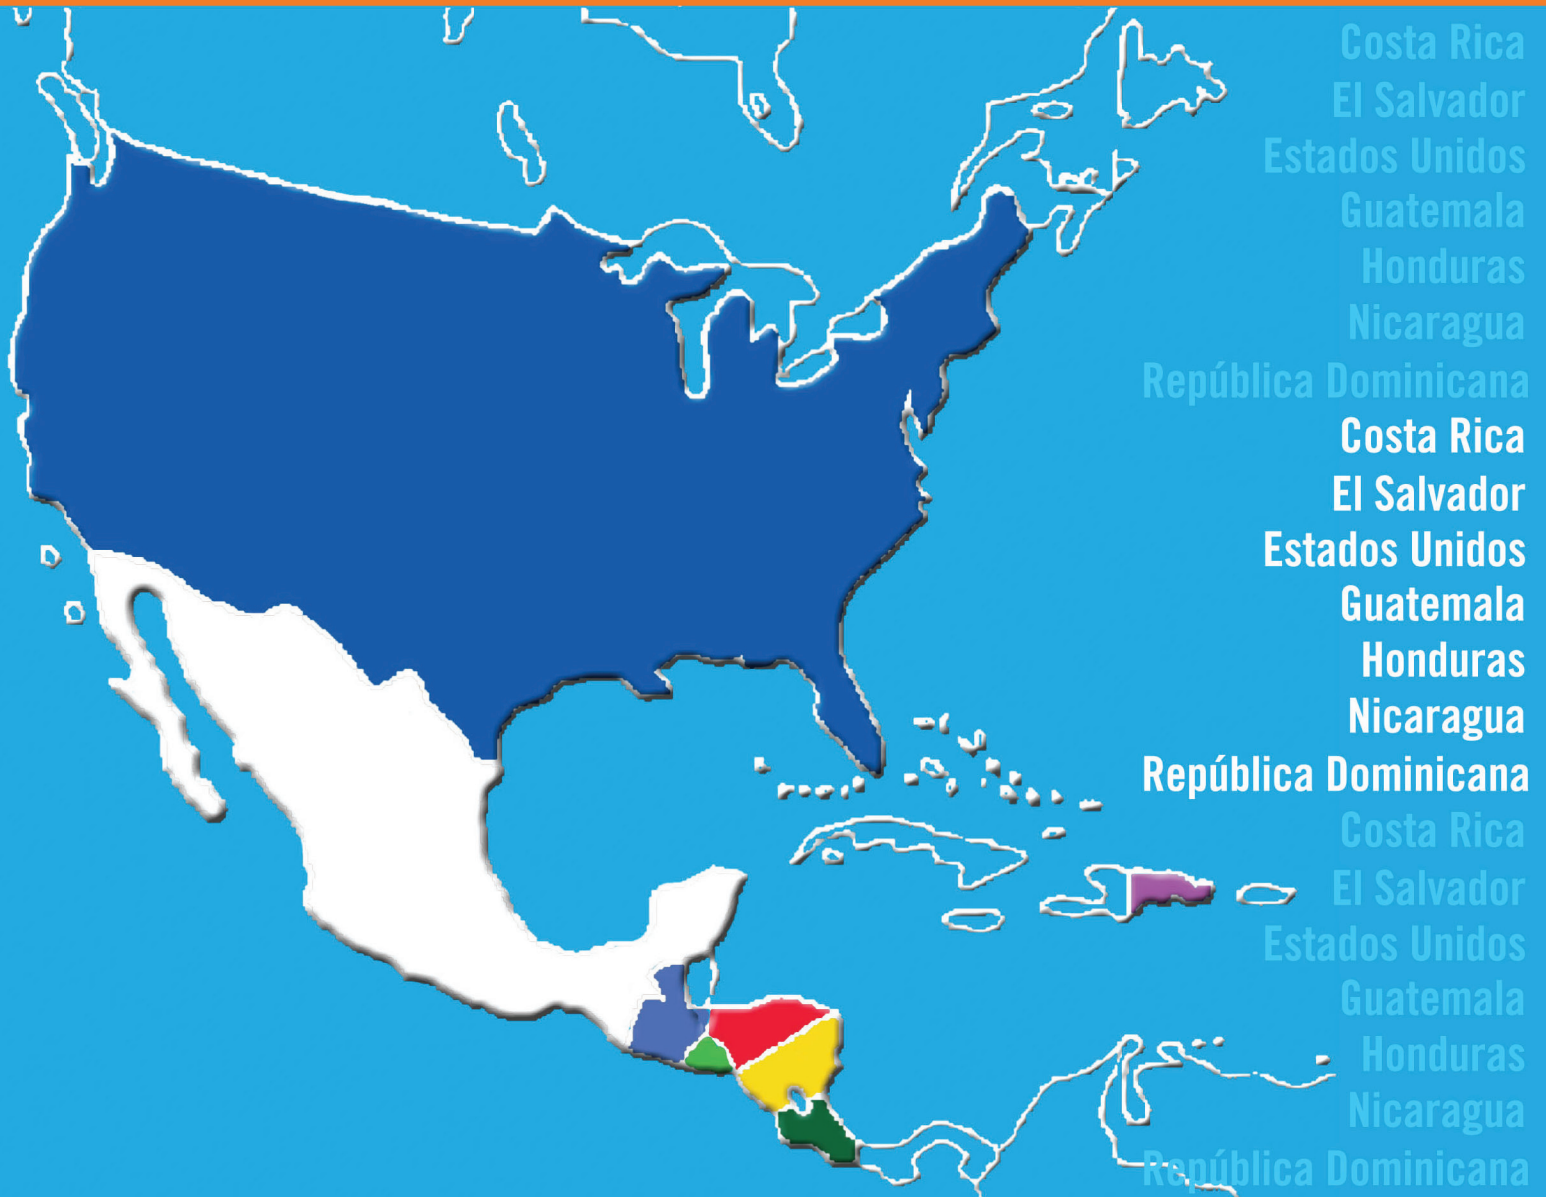 Costa Rica
El Salvador
Estados Unidos
Guatemala
Honduras
Nicaragua
República Dominicana
Costa Rica
El Salvador
Estados Unidos
Guatemala
Honduras
Nicaragua
República Dominicana
Costa Rica
El Salvador
Estados Unidos
Guatemala
Honduras
Nicaragua
República Dominicana